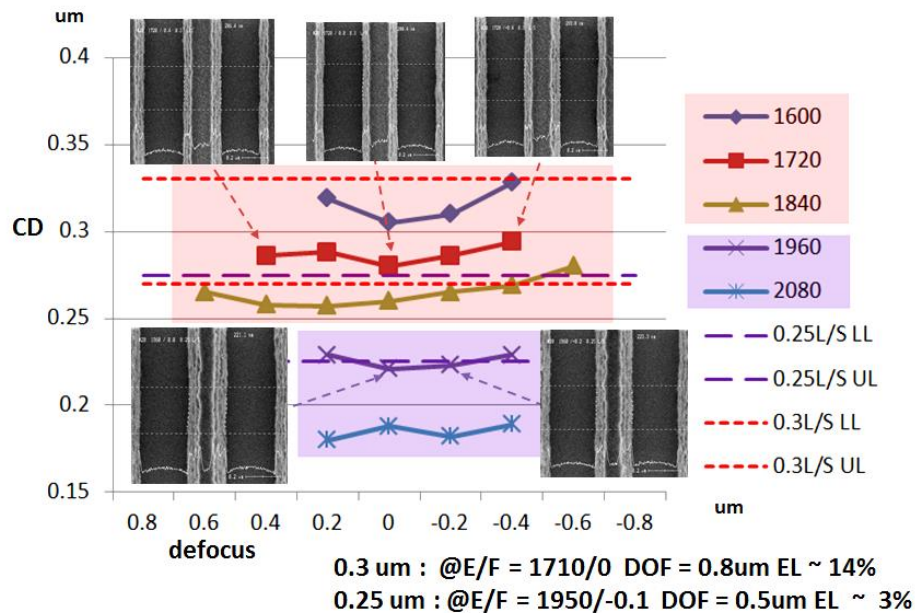 um
0.4
0.35
CD
0.3
0.25
0.2
0.15
0.8 0.6 0.4 0.2 0 -0.2 -0.4 -0.6 -0.8
um
defocus
1600
1720
1840
1960
2080
0.25L/S LL
0.25L/S UL
0.3L/S LL
0.3L/S UL
0.3 um : @E/F = 1710/0 DOF = 0.8um EL ~ 14%
0.25 um : @E/F = 1950/-0.1 DOF = 0.5um EL ~ 3%